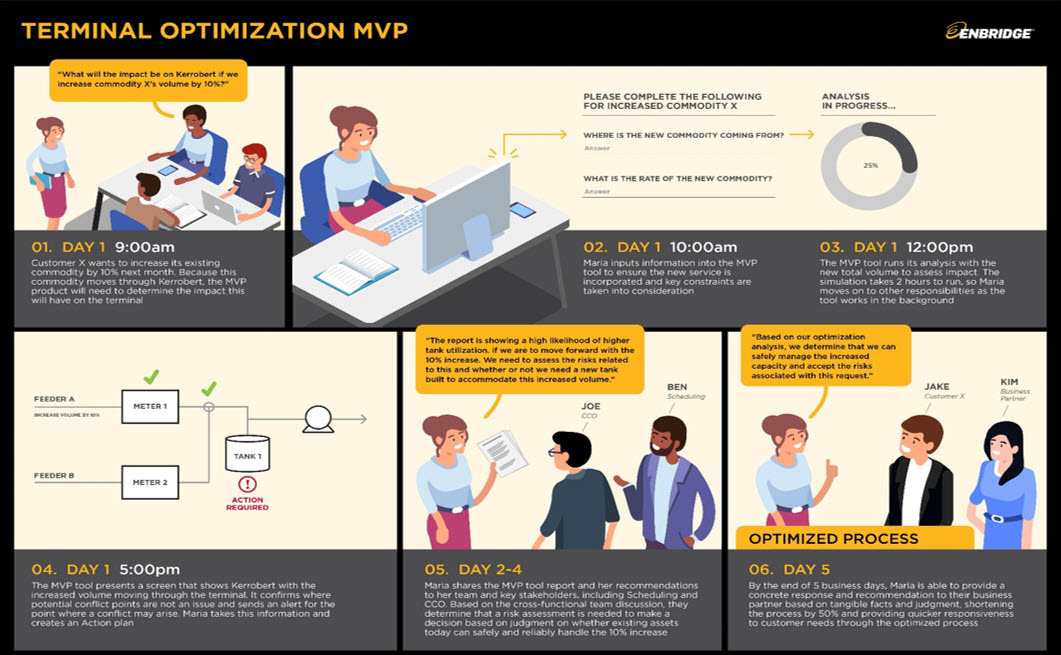 TERMINAL OPTIMIZATION MVP
ENBRIDGE
"What will the impact be on Kerrobert if we
increase commodity X's volume by 10%?"
01. DAY 1 9:00am
Customer X wants to increase its existing
commodity by 10% next month. Because this
commodity moves through Kerrobert, the MVP
product will need to determine the impact this
will have on the terminal
PLEASE COMPLETE THE FOLLOWING
FOR INCREASED COMMODITY X
WHERE IS THE NEW COMMODITY COMING FROM?
Answer
WHAT IS THE RATE OF THE NEW COMMODITY?
Answer
ANALYSIS
IN PROGRESS...
25%
02. DAY 1 10:00am
Maria inputs information into the MVP
tool to ensure the new service is
incorporated and key constraints are
taken into consideration
03. DAY 1 12:00pm
The MVP tool runs its analysis with the
new total volume to assess impact The
simulation takes 2 hours to run, so Maria
moves on to other responsibilities as the
tool works in the background
FEEDER A
INCREASE VOLUME BY 10%
METER 1
TANK 1
FEEDER B
METER 2
ACTION
REQUIRED
04. DAY 1 5:00pm
The MVP tool presents a screen that shows Kerrobert with the
increased volume moving through the terminal. It confirms where
potential conflict points are not an issue and sends an alert for the
point where a conflict may arise. Maria takes this information and
creates an Action plan
"The report is showing a high likelihood of higher
tank utilization. if we are to move forward with the
10% increase. We need to assess the risks related
to this and whether or not we need a new tank
built to accommodate this increased volume."
JOE
CCO
BEN
Scheduling
05. DAY 2-4
Maria shares the MVP tool report and her recommendations
to her team and key stakeholders, including Scheduling and
CCO. Based on the cross-functional team discussion, they
determine that a risk assessment is needed to make a
decision based on judgment on whether existing assets
today can safely and reliably handle the 10% increase
"Based on our optimization
analysis, we determine that we can
safely manage the increased
capacity and accept the risks
associated with this request."
JAKE
Customer X
KIM
Business
Partner
OPTIMIZED PROCESS
06. DAY 5
By the end of 5 business days, Maria is able to provide a
concrete response and recommendation to their business
partner based on tangible facts and judgment, shortening
the process by 50% and providing quicker responsiveness
to customer needs through the optimized process